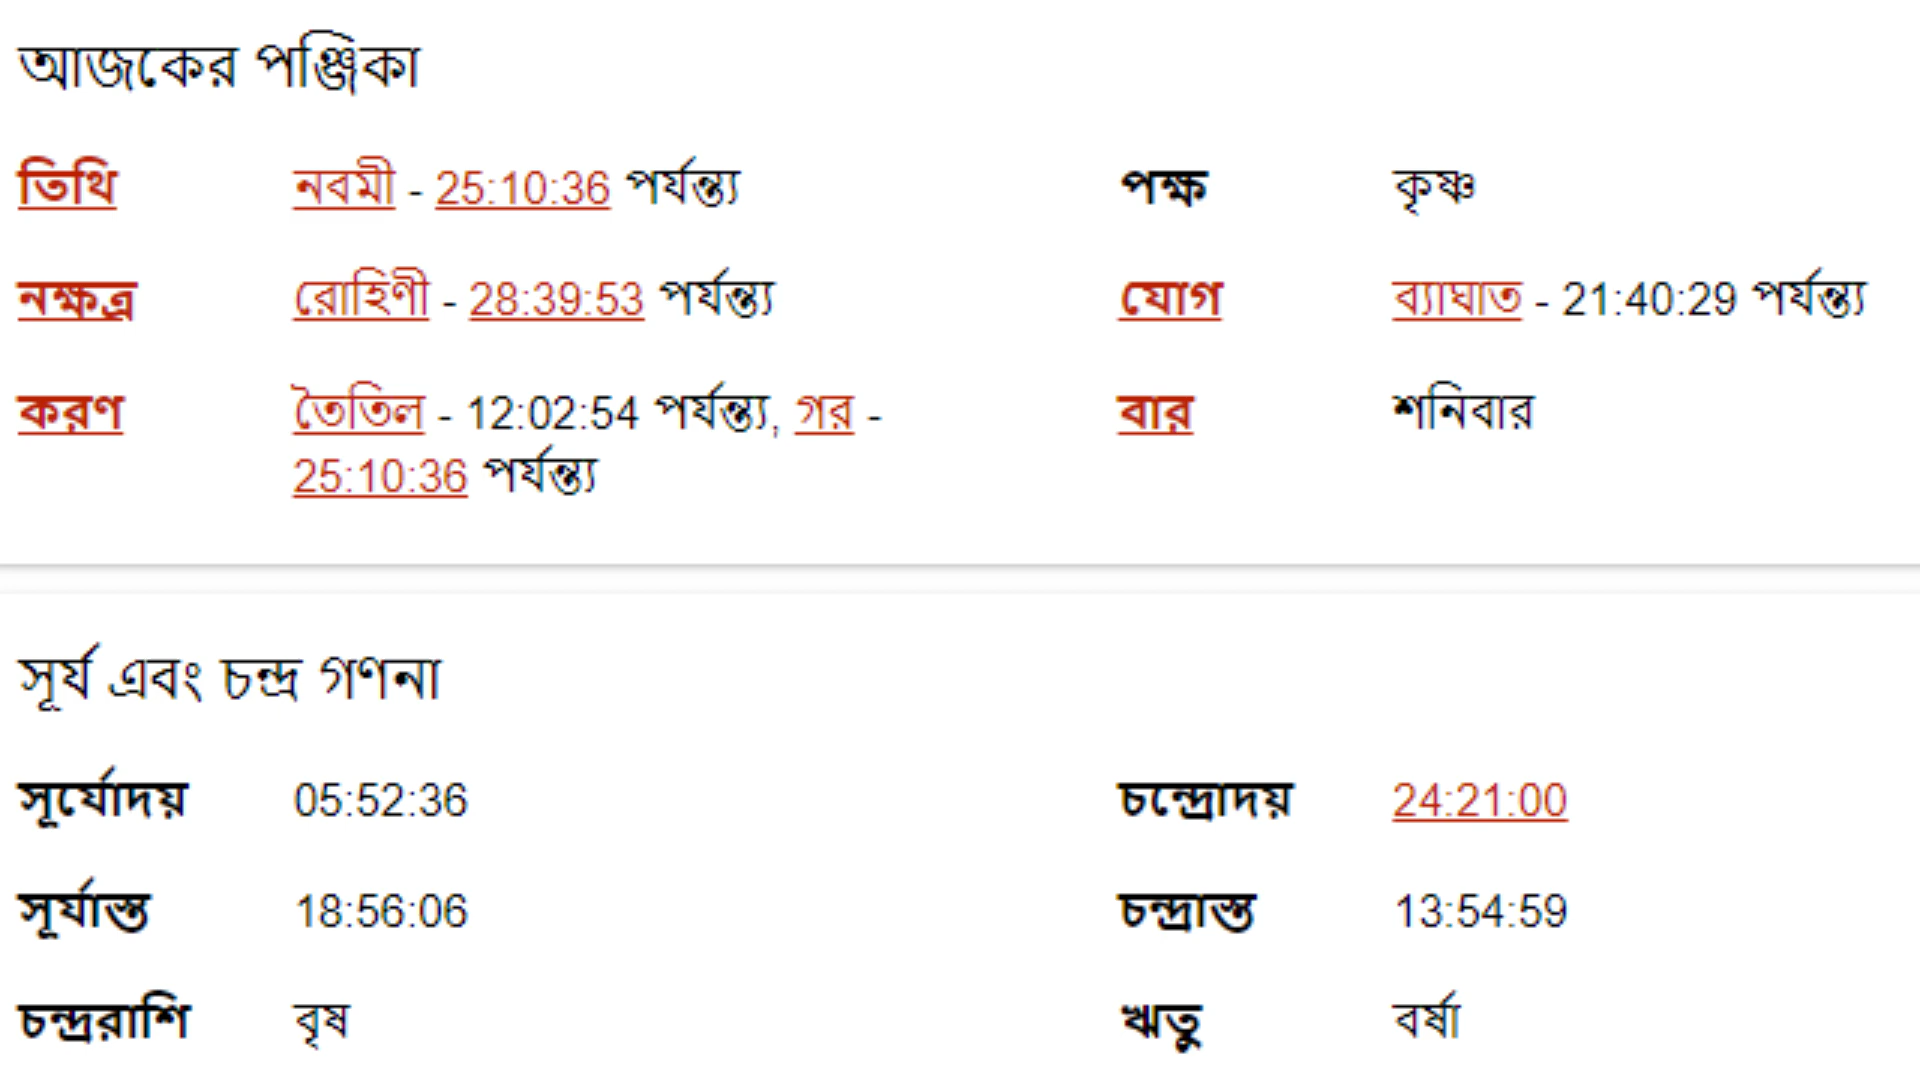 আজকের পঞ্জিকা
তিথি নবমী - 25:10:36 পর্যন্ত্য পক্ষ কৃষ্ণ
নক্ষত্র রোহিণী - 28:39:53 পর্যন্ত্য যোগ ব্যাঘাত - 21:40:29 পর্যন্ত্য
করণ তৈতিল - 12:02:54 পর্যন্ত্য, গর - বার শনিবার
25:10:36 পর্যন্ত্য
সূর্য এবং চন্দ্র গণনা
সূর্যোদয় 05:52:36 চন্দ্রোদয় 24:21:00
সূর্যাস্ত 18:56:06 চন্দ্রাস্ত 13:54:59
চন্দ্ররাশি বৃষ ঋতু বর্ষা